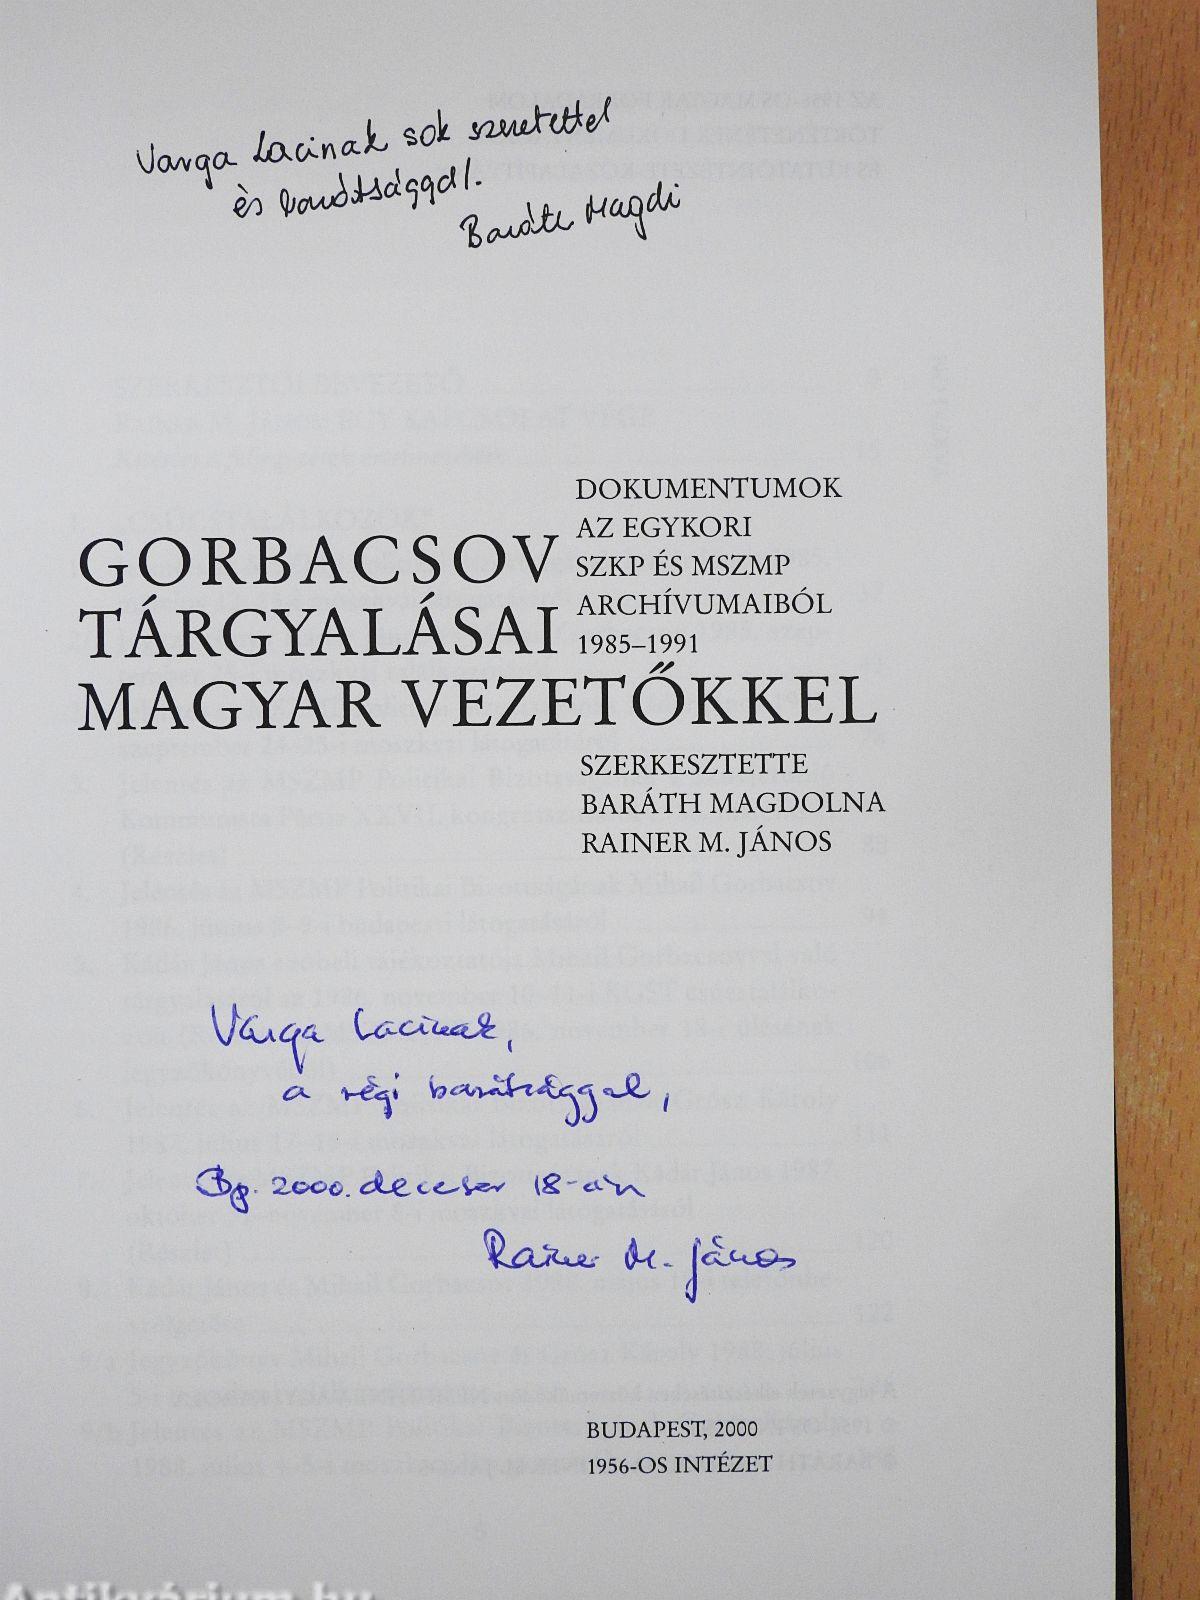 Varga Lacinak sok szeretettel
és barátsággal.
Baráth Magdi
DOKUMENTUMOK
AZ EGYKORI
SZKP ÉS MSZMP
ARCHÍVUMAIBÓL
1985–1991
GORBACSOV
TÁRGYALÁSAI
MAGYAR VEZETŐKKEL
SZERKESZTETTE
BARÁTH MAGDOLNA
RAINER M. JÁNOS
Varga Lacinak,
a régi barátsággal,
Bp. 2000. december 18-án
Rainer M. János
BUDAPEST, 2000
1956-OS INTÉZET
Antikvárium.hu